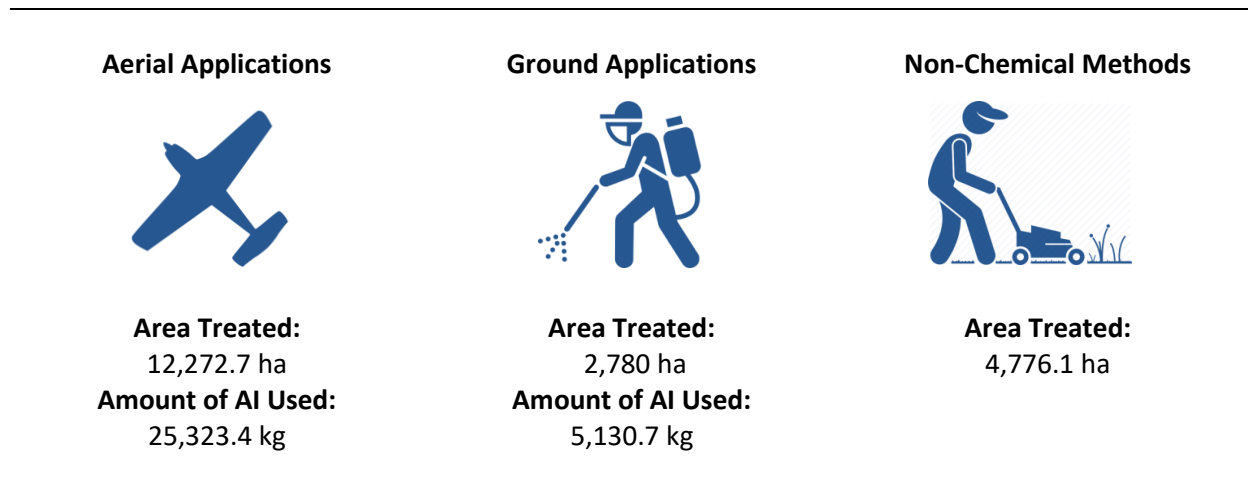 Aerial Applications
Ground Applications
Non-Chemical Methods
Area Treated:
12,272.7 ha
Amount of AI Used:
25,323.4 kg
Area Treated:
2,780 ha
Amount of AI Used:
5,130.7 kg
Area Treated:
4,776.1 ha